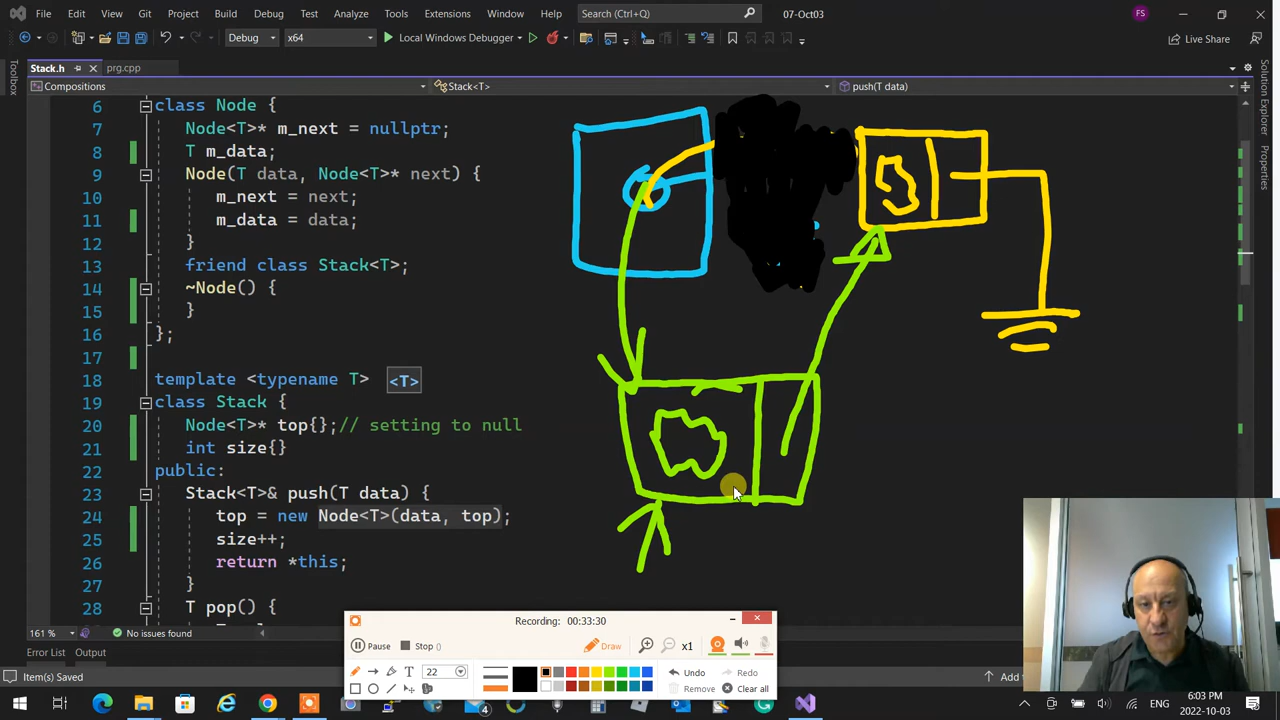 File Edit View Git Project Build Debug Test Analyze Tools Extensions Window Help Search (Ctrl+Q) 07-Oct03 FS
Debug x64 Local Windows Debugger Live Share
Toolbox
Stack.h prg.cpp
Compositions Stack<T> push(T data)
Solution Explorer
Properties
6 class Node {
7 Node<T>* m_next = nullptr;
8 T m_data;
9 Node(T data, Node<T>* next) {
10 m_next = next;
11 m_data = data;
12 }
13 friend class Stack<T>;
14 ~Node() {
15 }
16 };
17
18 template <typename T> <T>
19 class Stack {
20 Node<T>* top{};// setting to null
21 int size{}
22 public:
23 Stack<T>& push(T data) {
24 top = new Node<T>(data, top);
25 size++;
26 return *this;
27 }
28 T pop() {
161 % No issues found
Error List Output
Item(s) Saved
Recording: 00:33:30
Pause Stop () Draw x1
T 22 Undo Redo
Remove Clear all
4 ENG 6:03 PM
2022-10-03